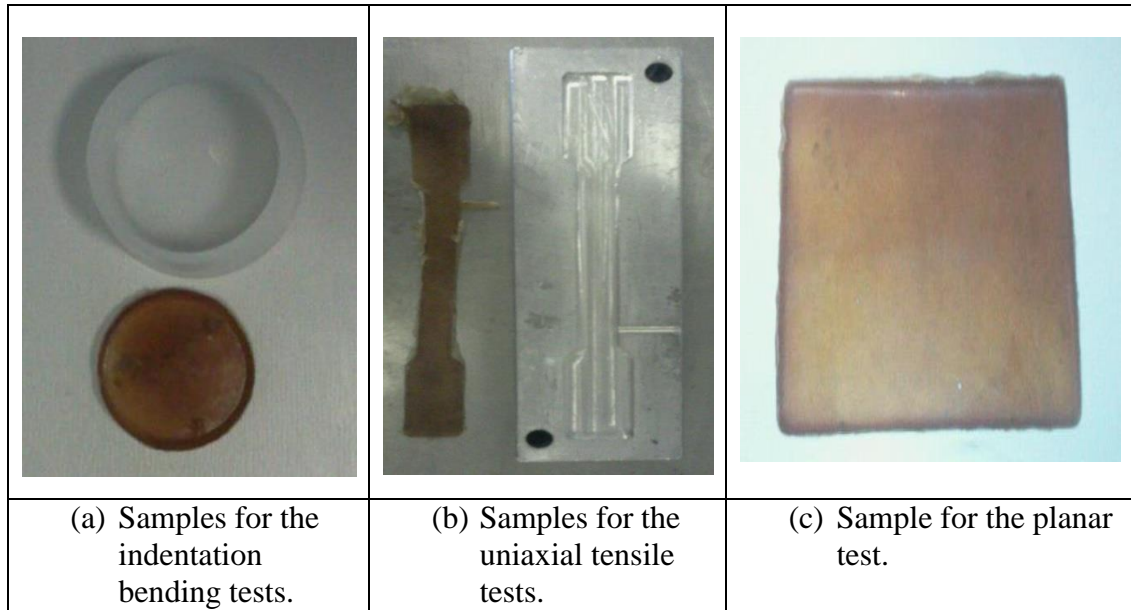 (a) Samples for the
indentation
bending tests.
(b) Samples for the
uniaxial tensile
tests.
(c) Sample for the planar
test.